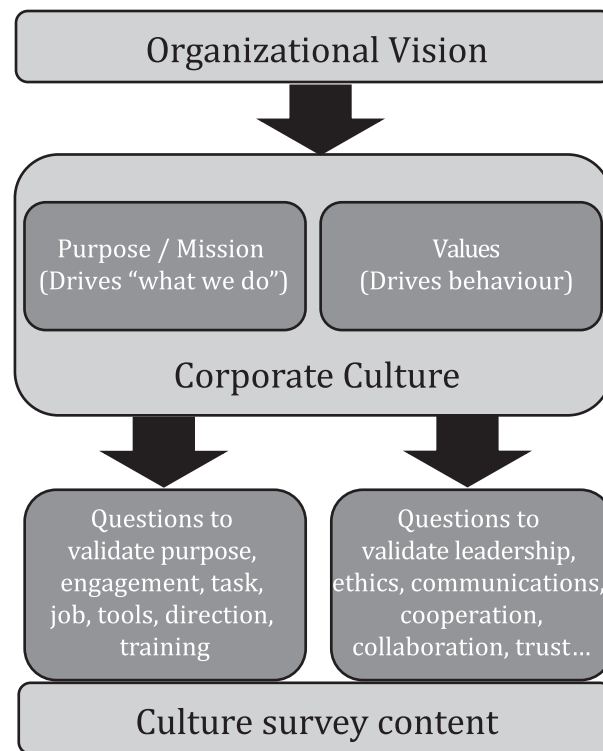 Organizational Vision
Purpose / Mission
(Drives “what we do”)
Values
(Drives behaviour)
Corporate Culture
Questions to
validate purpose,
engagement, task,
job, tools, direction,
training
Questions to
validate leadership,
ethics, communications,
cooperation,
collaboration, trust…
Culture survey content